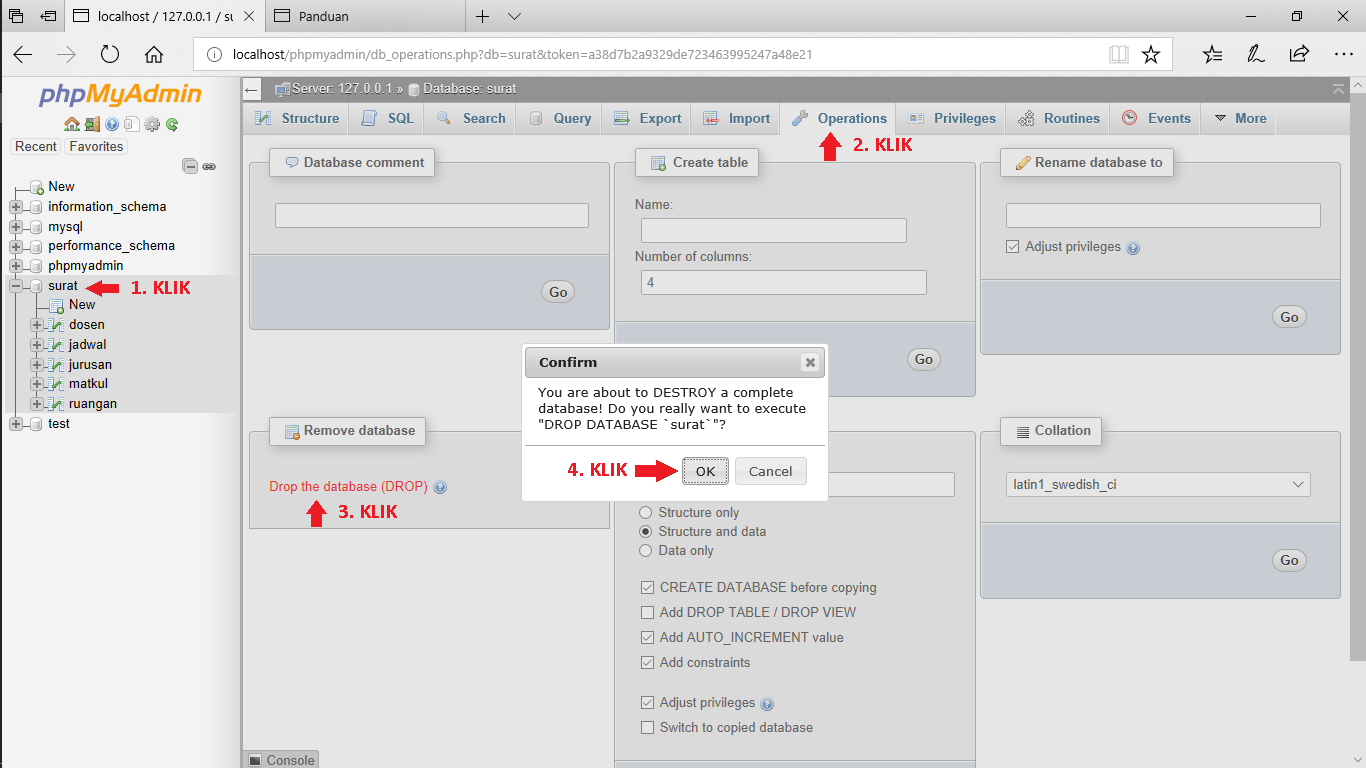 localhost / 127.0.0.1 / su
Panduan
localhost/phpmyadmin/db_operations.php?db=surat&token=a38d7b2a9329de723463995247a48e21
phpMyAdmin
Recent
Favorites
New
information_schema
mysql
performance_schema
phpmyadmin
surat
1. KLIK
New
dosen
jadwal
jurusan
matkul
ruangan
test
Server: 127.0.0.1 » Database: surat
Structure
SQL
Search
Query
Export
Import
Operations
Privileges
Routines
Events
More
2. KLIK
Database comment
Go
Create table
Name:
Number of columns:
4
Go
Rename database to
Adjust privileges
Go
Remove database
Drop the database (DROP)
3. KLIK
Confirm
You are about to DESTROY a complete
database! Do you really want to execute
"DROP DATABASE `surat`"?
4. KLIK
OK
Cancel
Structure only
Structure and data
Data only
CREATE DATABASE before copying
Add DROP TABLE / DROP VIEW
Add AUTO_INCREMENT value
Add constraints
Adjust privileges
Switch to copied database
Collation
latin1_swedish_ci
Go
Console